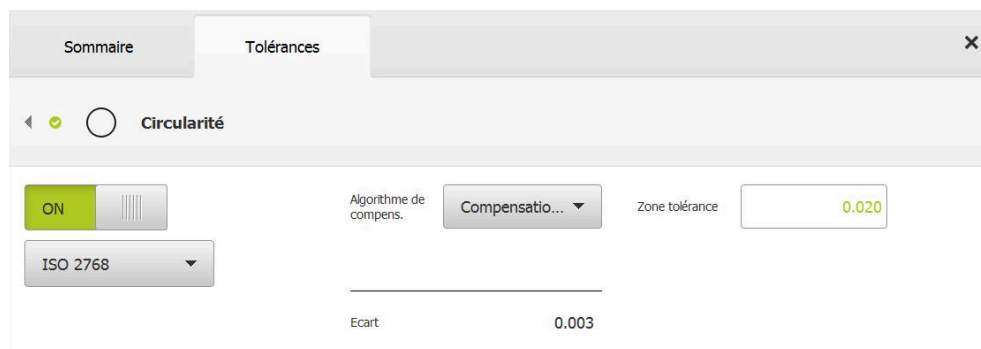 Sommaire Tolérances
Circularité
ON Algorithme de compens. Compensatio... Zone tolérance 0.020
ISO 2768
Ecart 0.003